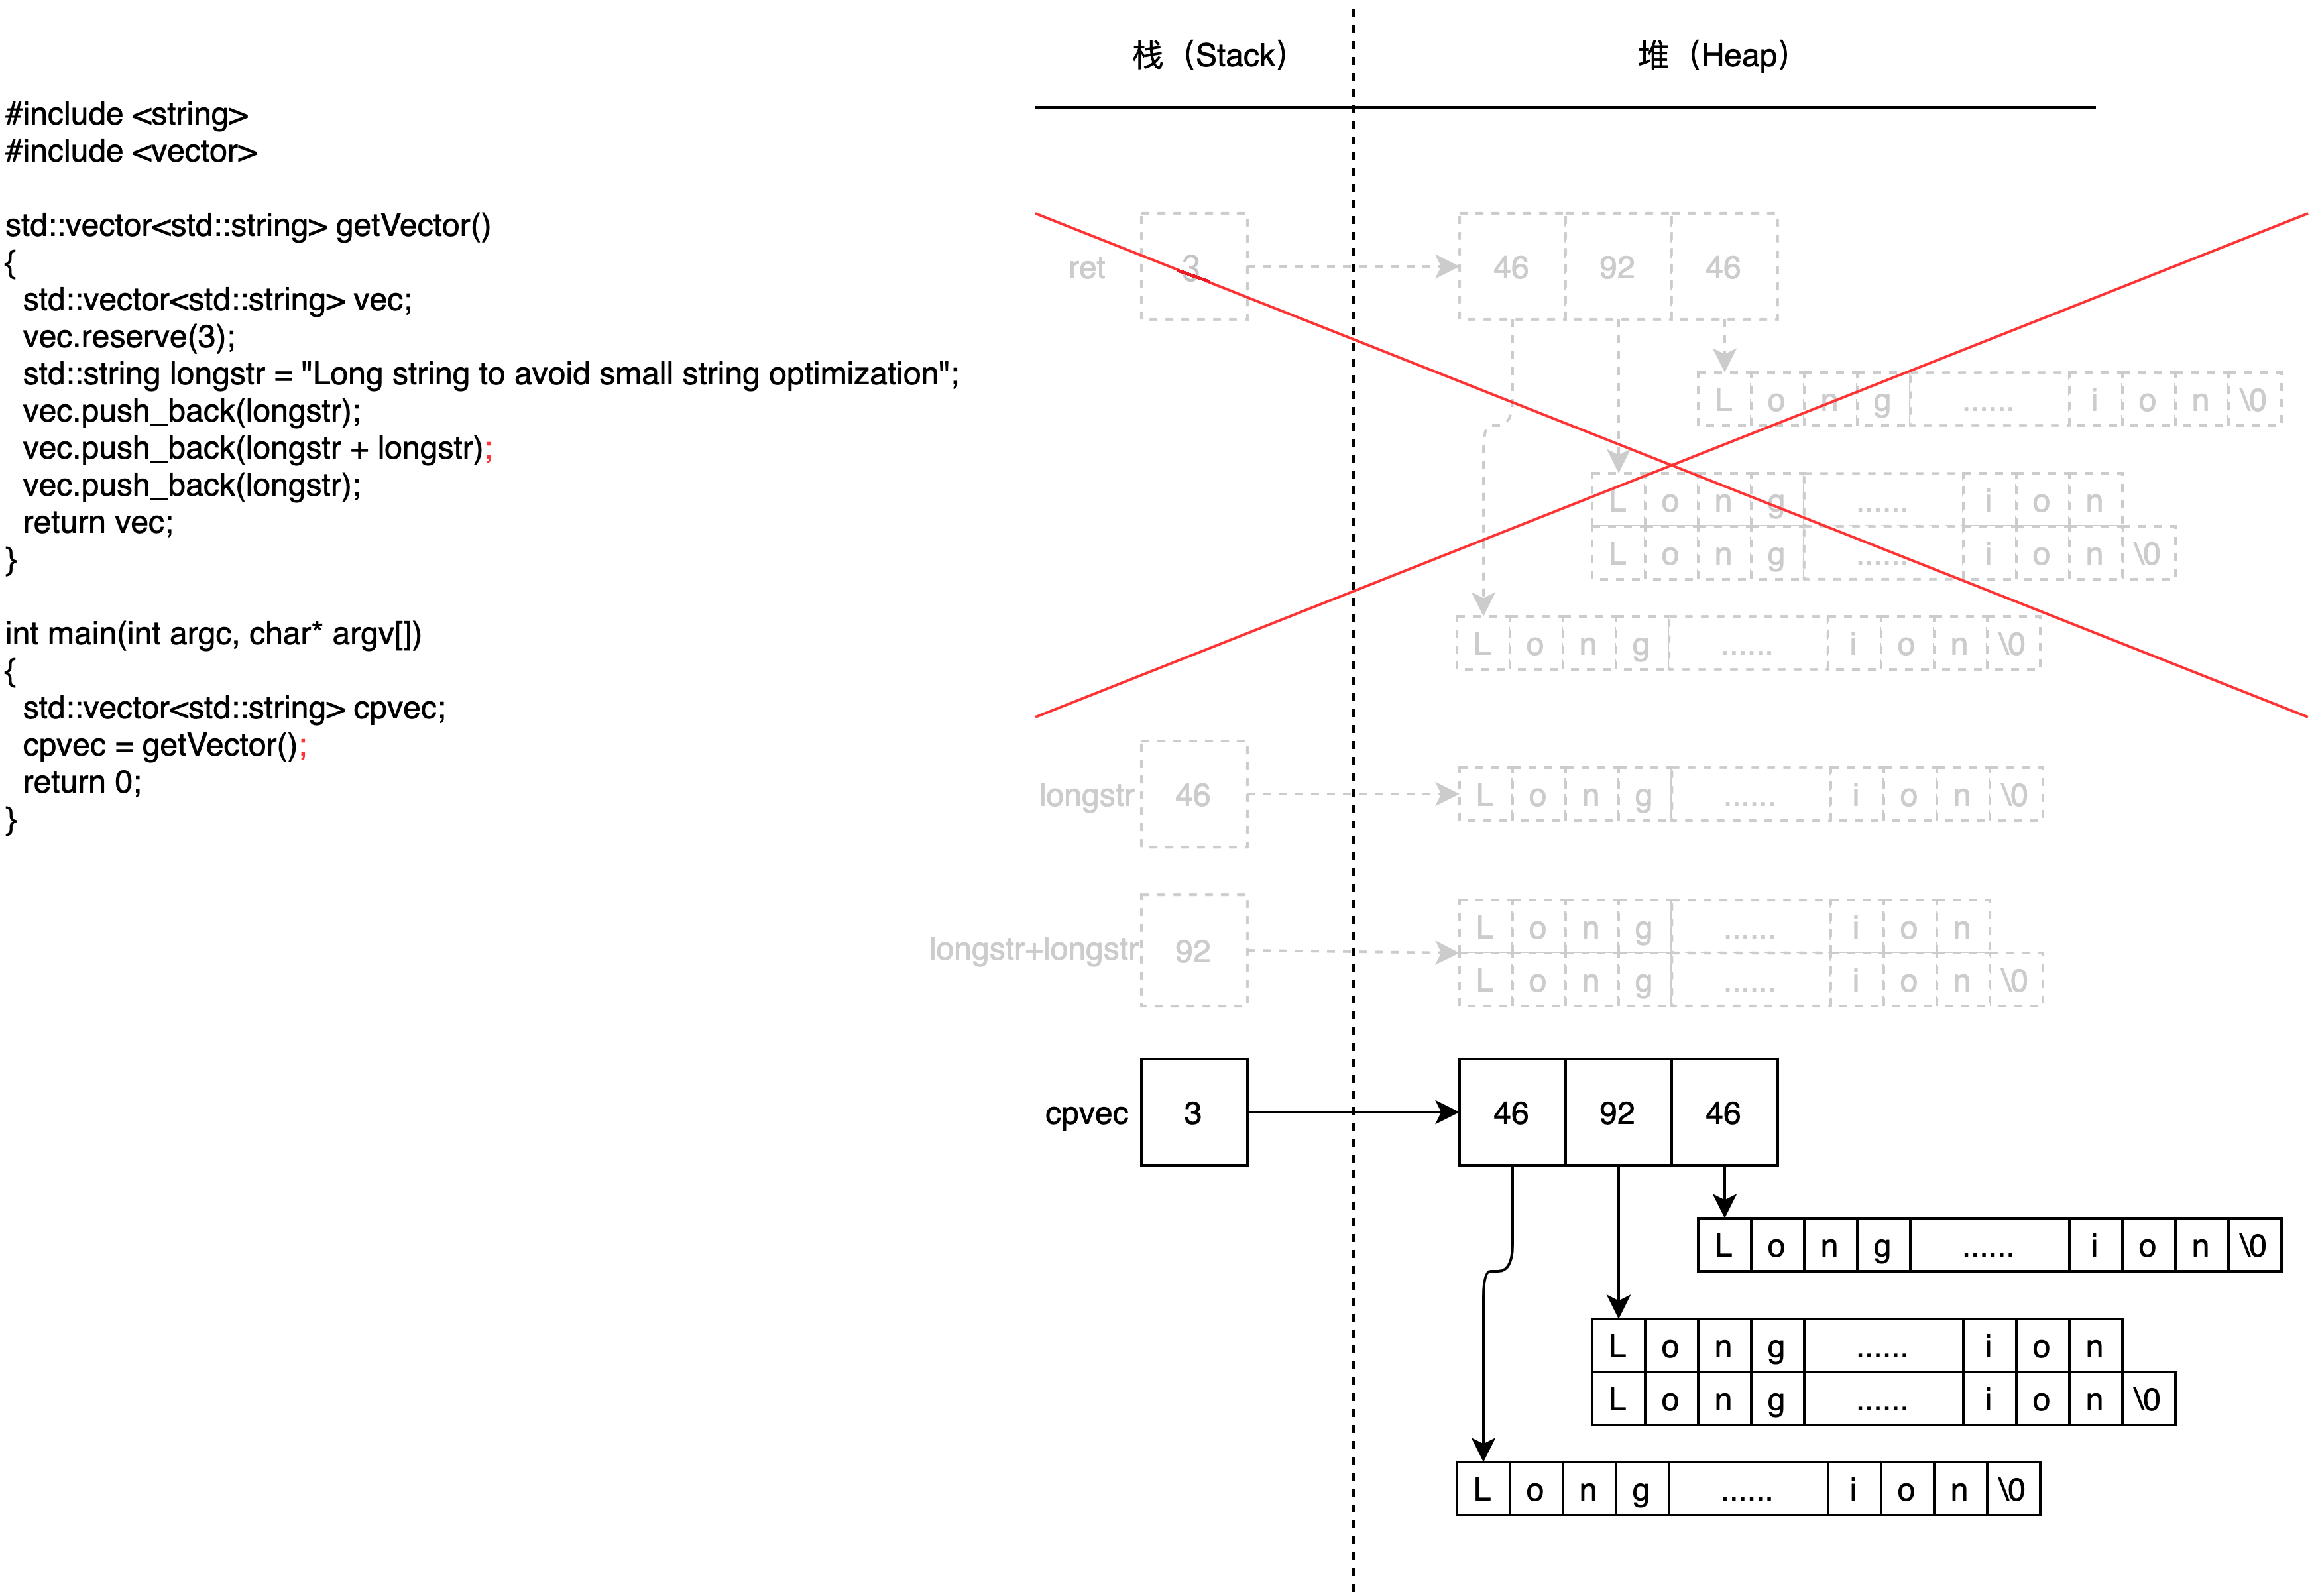 栈（Stack）
堆（Heap）
#include <string>
#include <vector>
std::vector<std::string> getVector()
{
std::vector<std::string> vec;
vec.reserve(3);
std::string longstr = "Long string to avoid small string optimization";
vec.push_back(longstr);
vec.push_back(longstr + longstr);
vec.push_back(longstr);
return vec;
}
int main(int argc, char* argv[])
{
std::vector<std::string> cpvec;
cpvec = getVector();
return 0;
}
ret 3 46 92 46
L o n g ...... i o n \0
L o n g ...... i o n
L o n g ...... i o n \0
L o n g ...... i o n \0
longstr 46 L o n g ...... i o n \0
L o n g ...... i o n
longstr+longstr 92
L o n g ...... i o n \0
cpvec 3 46 92 46
L o n g ...... i o n \0
L o n g ...... i o n
L o n g ...... i o n \0
L o n g ...... i o n \0